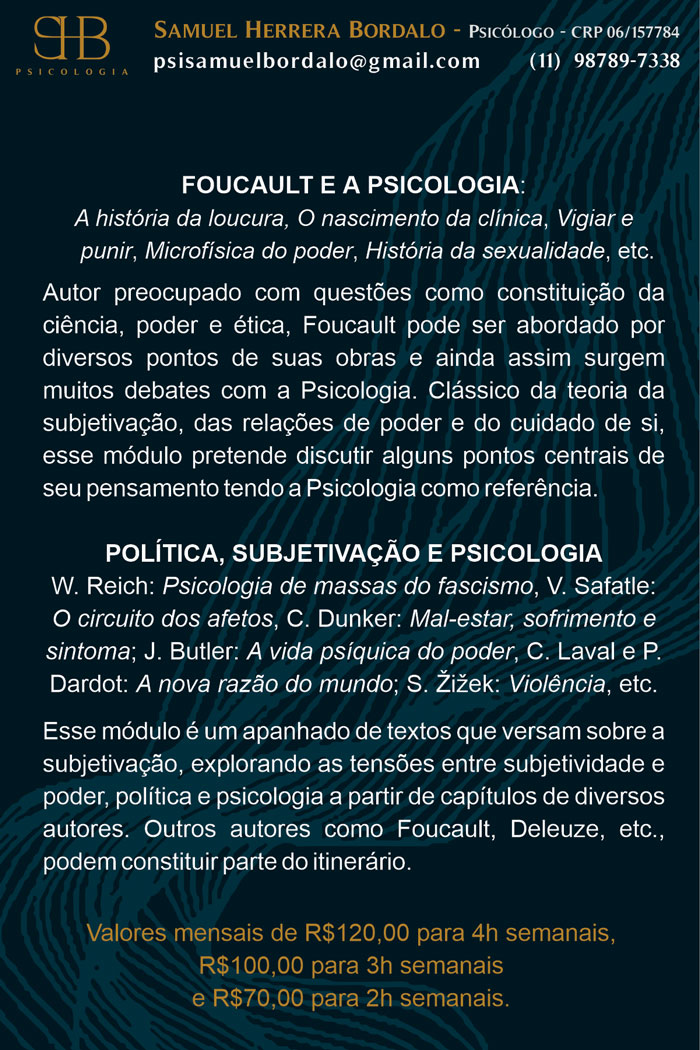 SHB
PSICOLOGIA
SAMUEL HERRERA BORDALO - PSICÓLOGO - CRP 06/157784
psisamuelbordalo@gmail.com (11) 98789-7338
FOUCAULT E A PSICOLOGIA:
A história da loucura, O nascimento da clínica, Vigiar e
punir, Microfísica do poder, História da sexualidade, etc.
Autor preocupado com questões como constituição da
ciência, poder e ética, Foucault pode ser abordado por
diversos pontos de suas obras e ainda assim surgem
muitos debates com a Psicologia. Clássico da teoria da
subjetivação, das relações de poder e do cuidado de si,
esse módulo pretende discutir alguns pontos centrais de
seu pensamento tendo a Psicologia como referência.
POLÍTICA, SUBJETIVAÇÃO E PSICOLOGIA
W. Reich: Psicologia de massas do fascismo, V. Safatle:
O circuito dos afetos, C. Dunker: Mal-estar, sofrimento e
sintoma; J. Butler: A vida psíquica do poder, C. Laval e P.
Dardot: A nova razão do mundo; S. Žižek: Violência, etc.
Esse módulo é um apanhado de textos que versam sobre a
subjetivação, explorando as tensões entre subjetividade e
poder, política e psicologia a partir de capítulos de diversos
autores. Outros autores como Foucault, Deleuze, etc.,
podem constituir parte do itinerário.
Valores mensais de R$120,00 para 4h semanais,
R$100,00 para 3h semanais
e R$70,00 para 2h semanais.